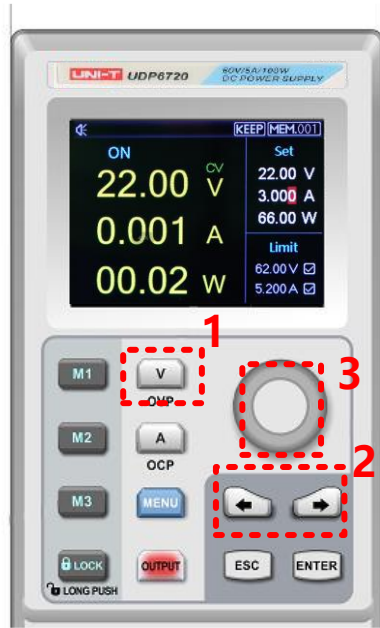 UNI-T UDP6720 60V/5A/100W
DC POWER SUPPLY
KEEP MEM.001
ON Set
22.00 CV V 22.00 V
3.000 A
0.001 A 66.00 W
Limit
00.02 W 62.00 V
5.200 A
1
M1 V 3
OVP
M2 A
OCP
2
M3 MENU
LOCK OUTPUT ESC ENTER
LONG PUSH